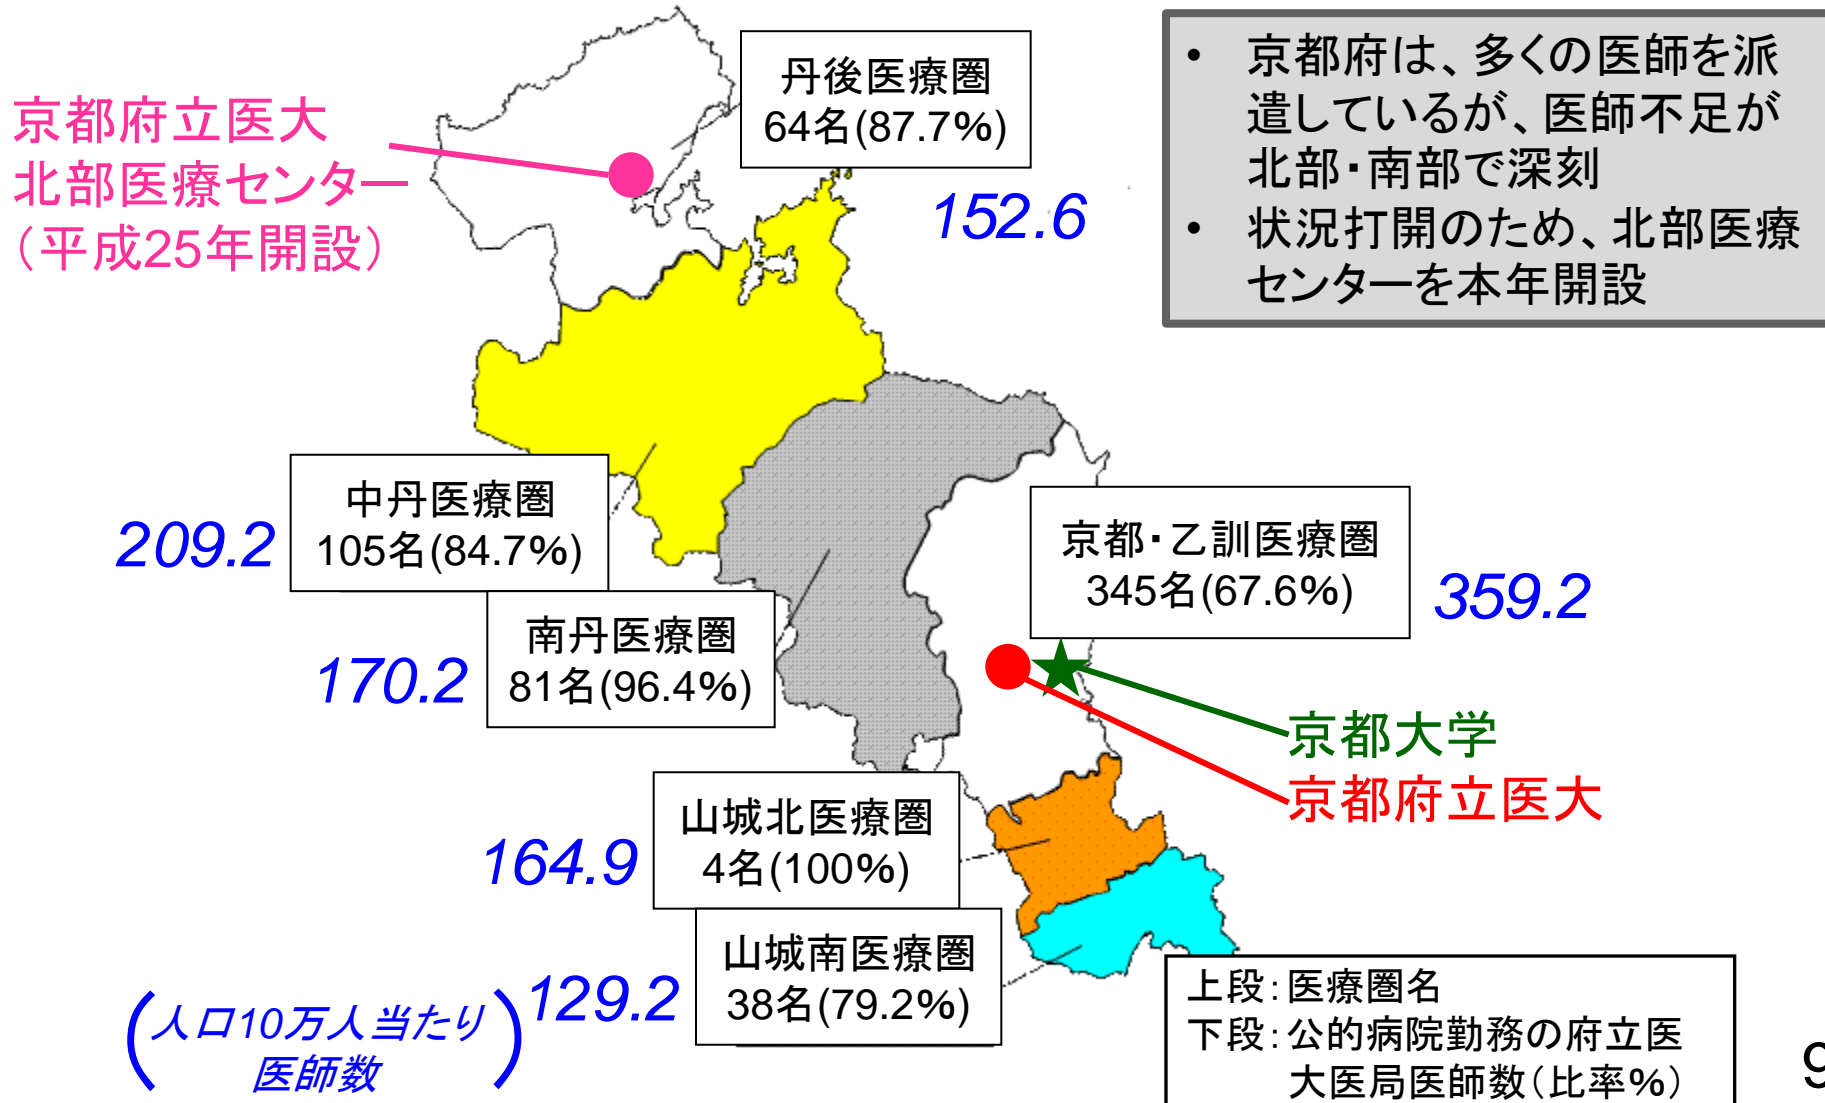 丹後医療圏
64名(87.7%)
152.6
京都府立医大
北部医療センター
(平成25年開設)
• 京都府は、多くの医師を派
遣しているが、医師不足が
北部・南部で深刻
• 状況打開のため、北部医療
センターを本年開設
中丹医療圏
105名(84.7%)
209.2
南丹医療圏
81名(96.4%)
170.2
京都・乙訓医療圏
345名(67.6%)
359.2
京都大学
京都府立医大
山城北医療圏
4名(100%)
164.9
山城南医療圏
38名(79.2%)
129.2
(人口10万人当たり
医師数)
上段:医療圏名
下段:公的病院勤務の府立医
大医局医師数(比率%)
9